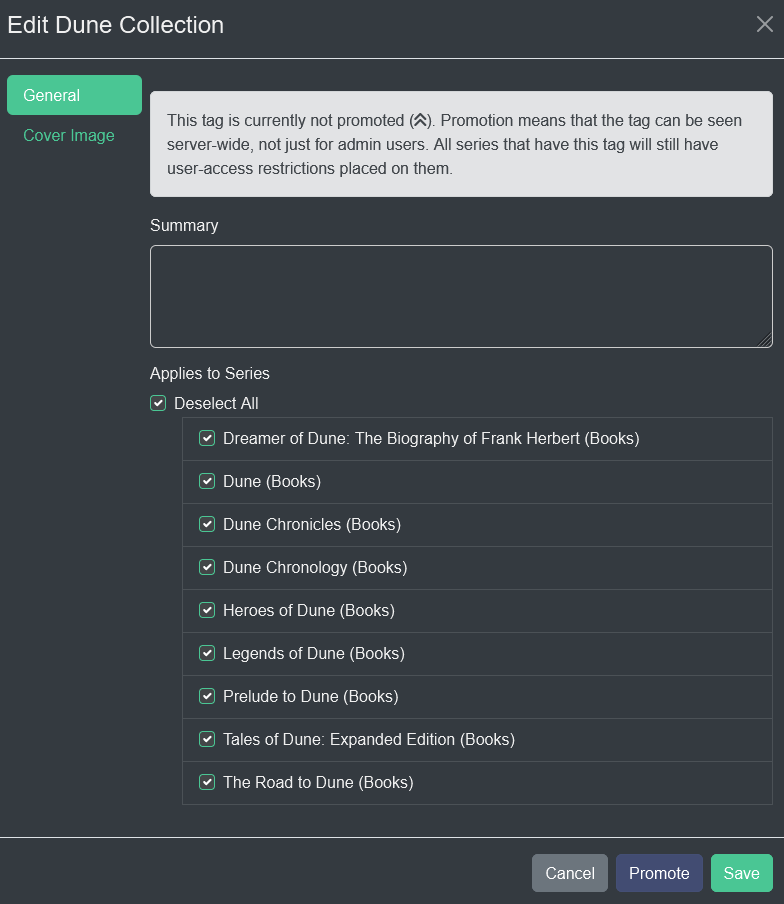 Edit Dune Collection
General
Cover Image
This tag is currently not promoted (). Promotion means that the tag can be seen
server-wide, not just for admin users. All series that have this tag will still have
user-access restrictions placed on them.
Summary
Applies to Series
Deselect All
Dreamer of Dune: The Biography of Frank Herbert (Books)
Dune (Books)
Dune Chronicles (Books)
Dune Chronology (Books)
Heroes of Dune (Books)
Legends of Dune (Books)
Prelude to Dune (Books)
Tales of Dune: Expanded Edition (Books)
The Road to Dune (Books)
Cancel Promote Save